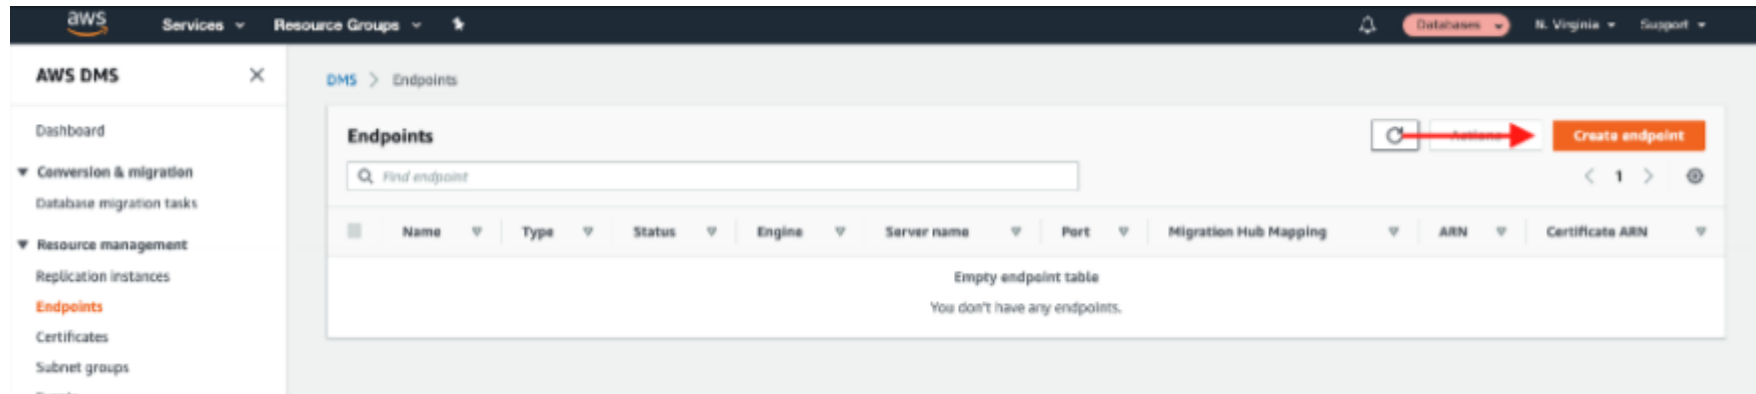 aws Services Resource Groups Databases N. Virginia Support
AWS DMS
DMS > Endpoints
Dashboard
Endpoints
Actions Create endpoint
Conversion & migration
Find endpoint
1
Database migration tasks
Name Type Status Engine Server name Port Migration Hub Mapping ARN Certificate ARN
Resource management
Replication instances
Empty endpoint table
Endpoints
You don't have any endpoints.
Certificates
Subnet groups